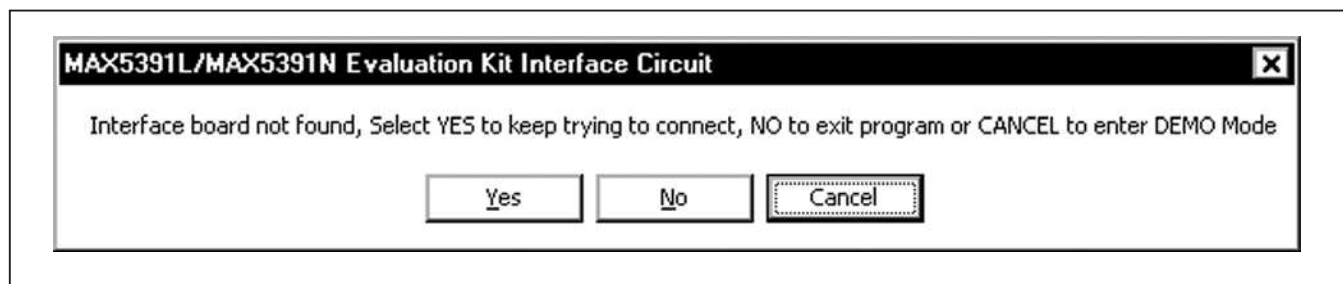 MAX5391L/MAX5391N Evaluation Kit Interface Circuit
Interface board not found, Select YES to keep trying to connect, NO to exit program or CANCEL to enter DEMO Mode
Yes No Cancel